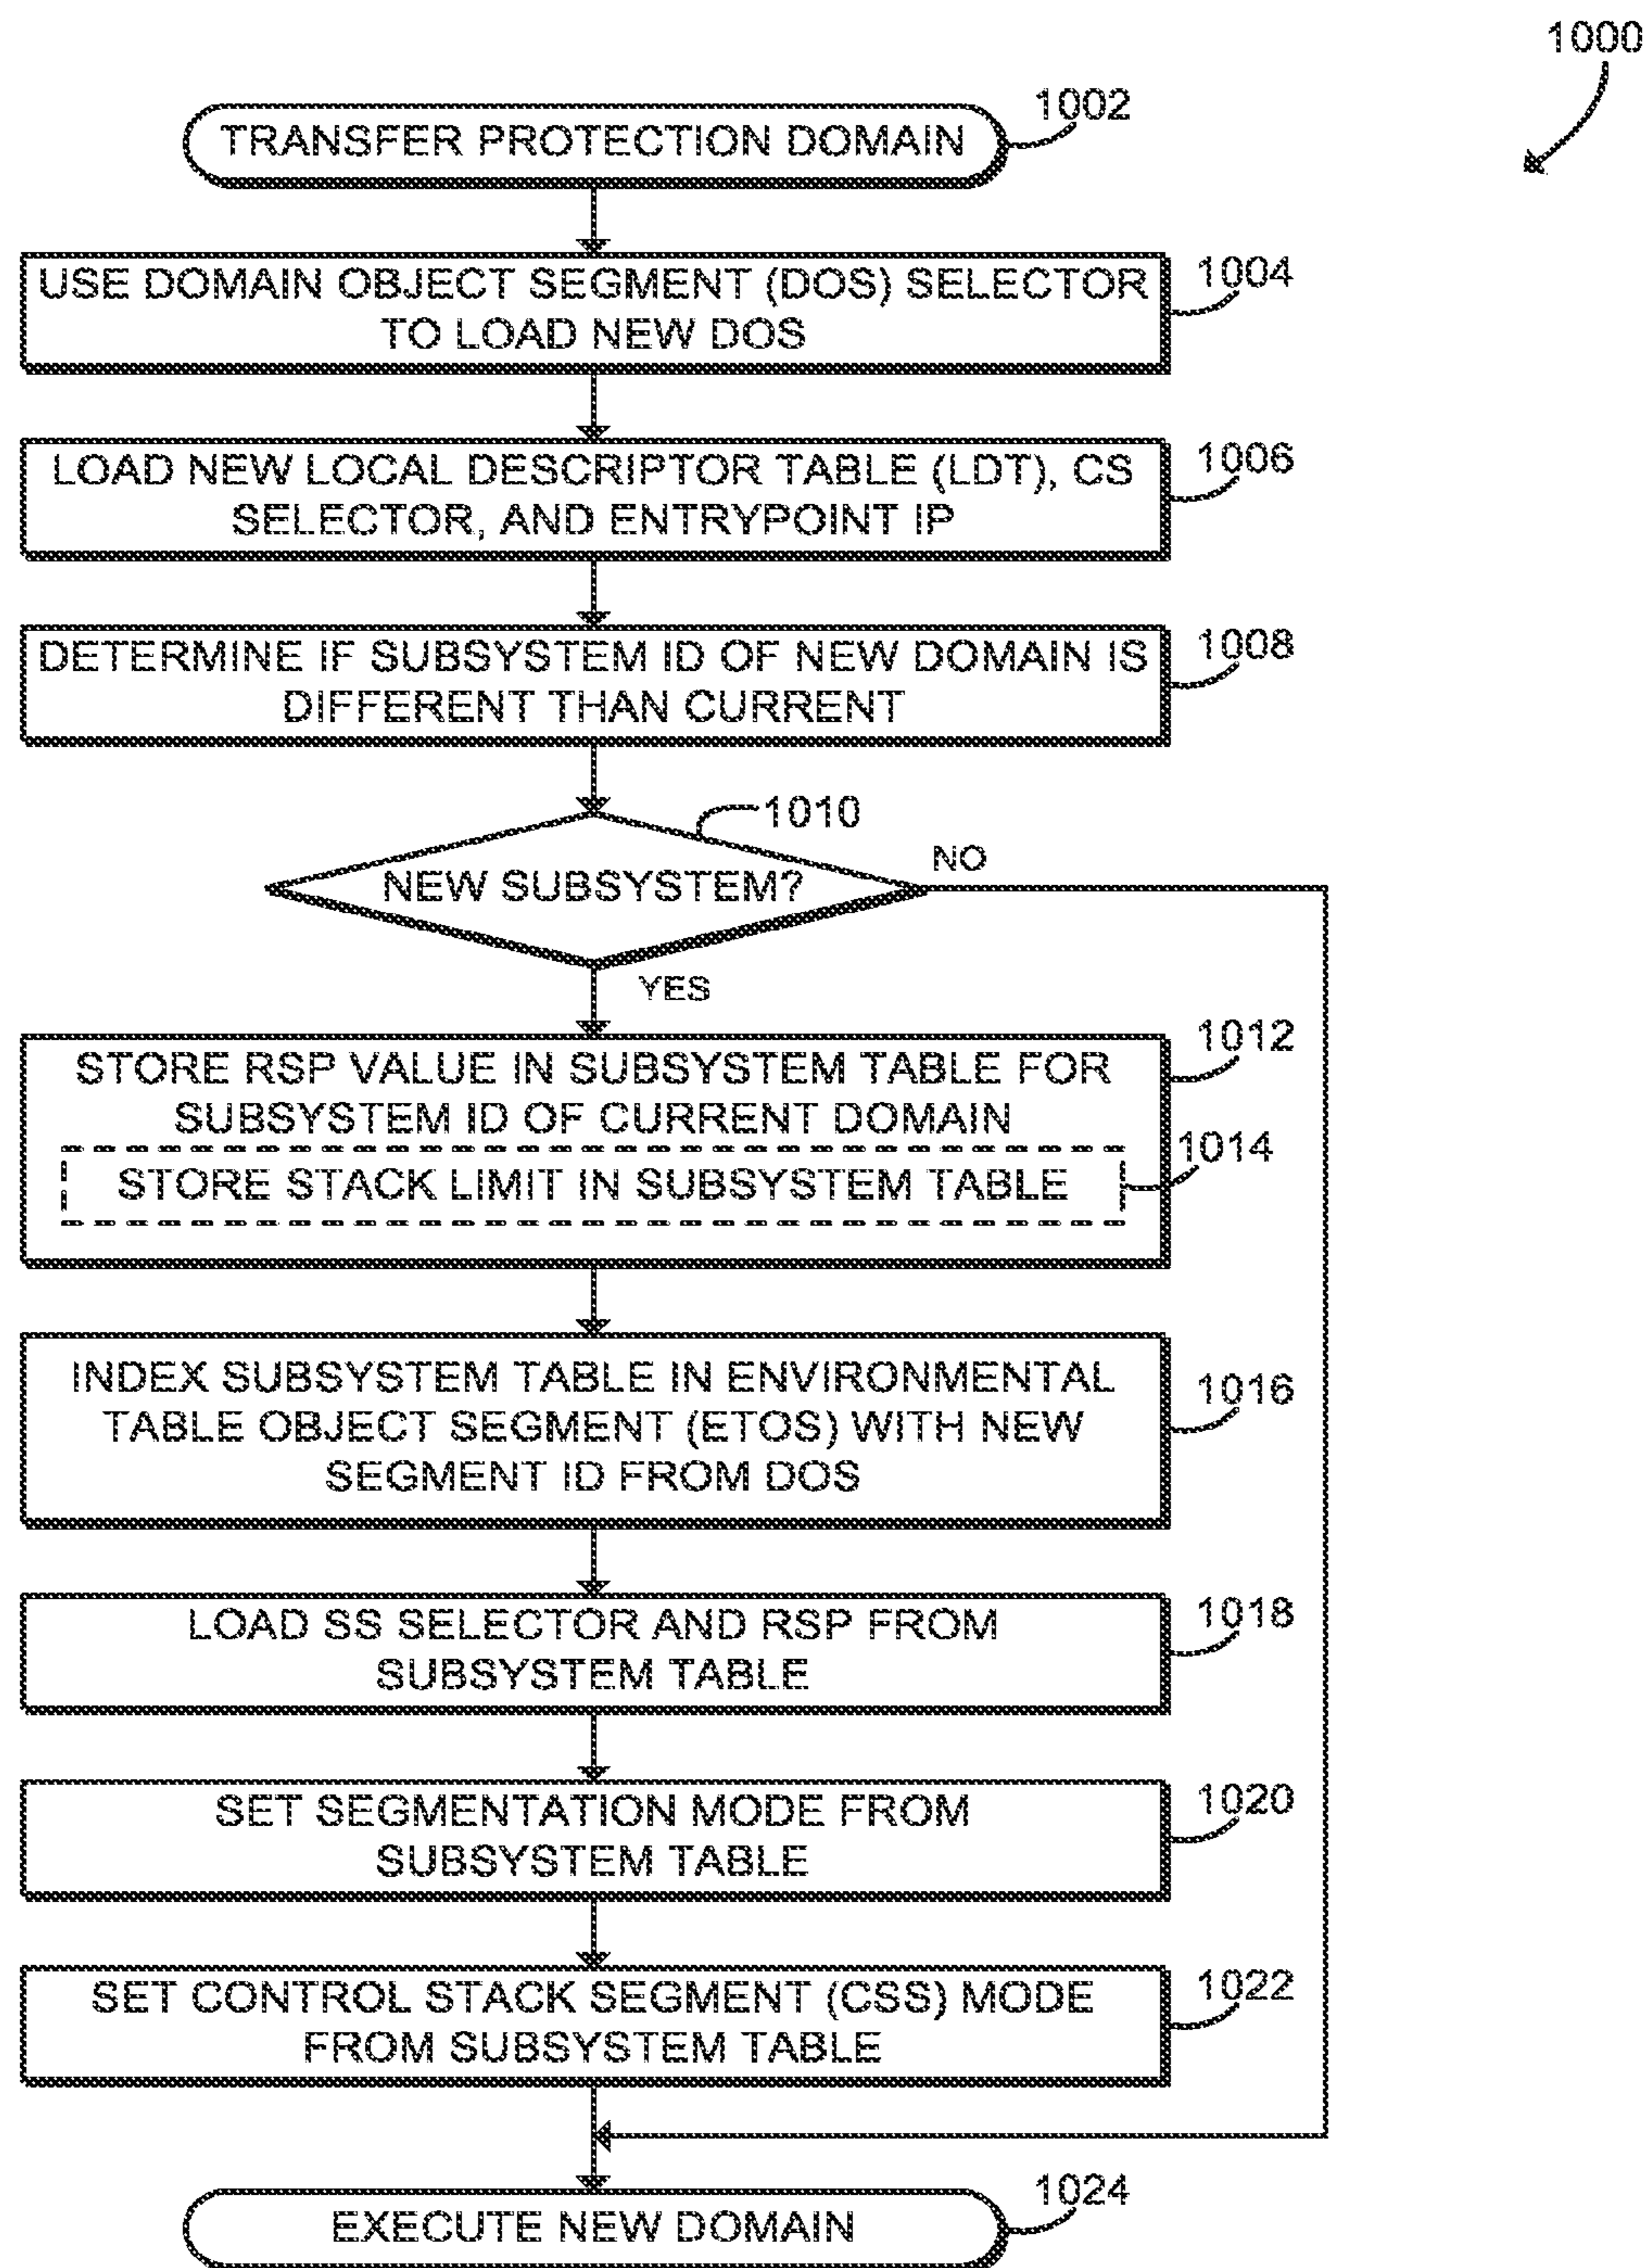 1000
TRANSFER PROTECTION DOMAIN
1002
USE DOMAIN OBJECT SEGMENT (DOS) SELECTOR
TO LOAD NEW DOS
1004
LOAD NEW LOCAL DESCRIPTOR TABLE (LDT), CS
SELECTOR, AND ENTRYPOINT IP
1006
DETERMINE IF SUBSYSTEM ID OF NEW DOMAIN IS
DIFFERENT THAN CURRENT
1008
1010
NEW SUBSYSTEM?
NO
YES
STORE RSP VALUE IN SUBSYSTEM TABLE FOR
SUBSYSTEM ID OF CURRENT DOMAIN
1012
STORE STACK LIMIT IN SUBSYSTEM TABLE
1014
INDEX SUBSYSTEM TABLE IN ENVIRONMENTAL
TABLE OBJECT SEGMENT (ETOS) WITH NEW
SEGMENT ID FROM DOS
1016
LOAD SS SELECTOR AND RSP FROM
SUBSYSTEM TABLE
1018
SET SEGMENTATION MODE FROM
SUBSYSTEM TABLE
1020
SET CONTROL STACK SEGMENT (CSS) MODE
FROM SUBSYSTEM TABLE
1022
EXECUTE NEW DOMAIN
1024